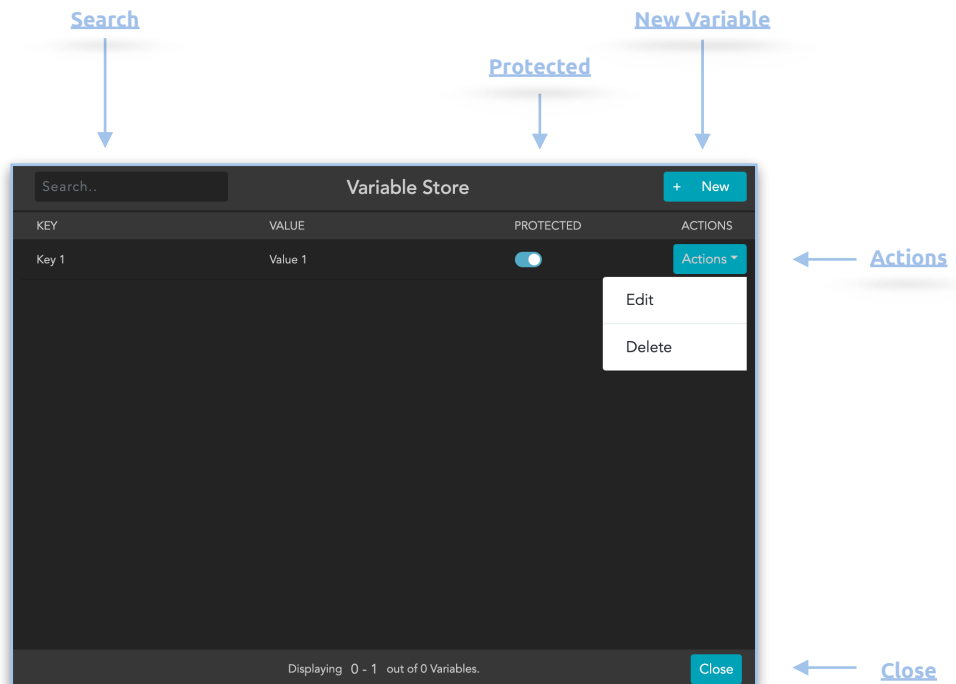 Search
New Variable
Protected
Search..
Variable Store
+ New
KEY VALUE PROTECTED ACTIONS
Key 1 Value 1 Actions
Actions
Edit
Delete
Displaying 0 - 1 out of 0 Variables.
Close
Close